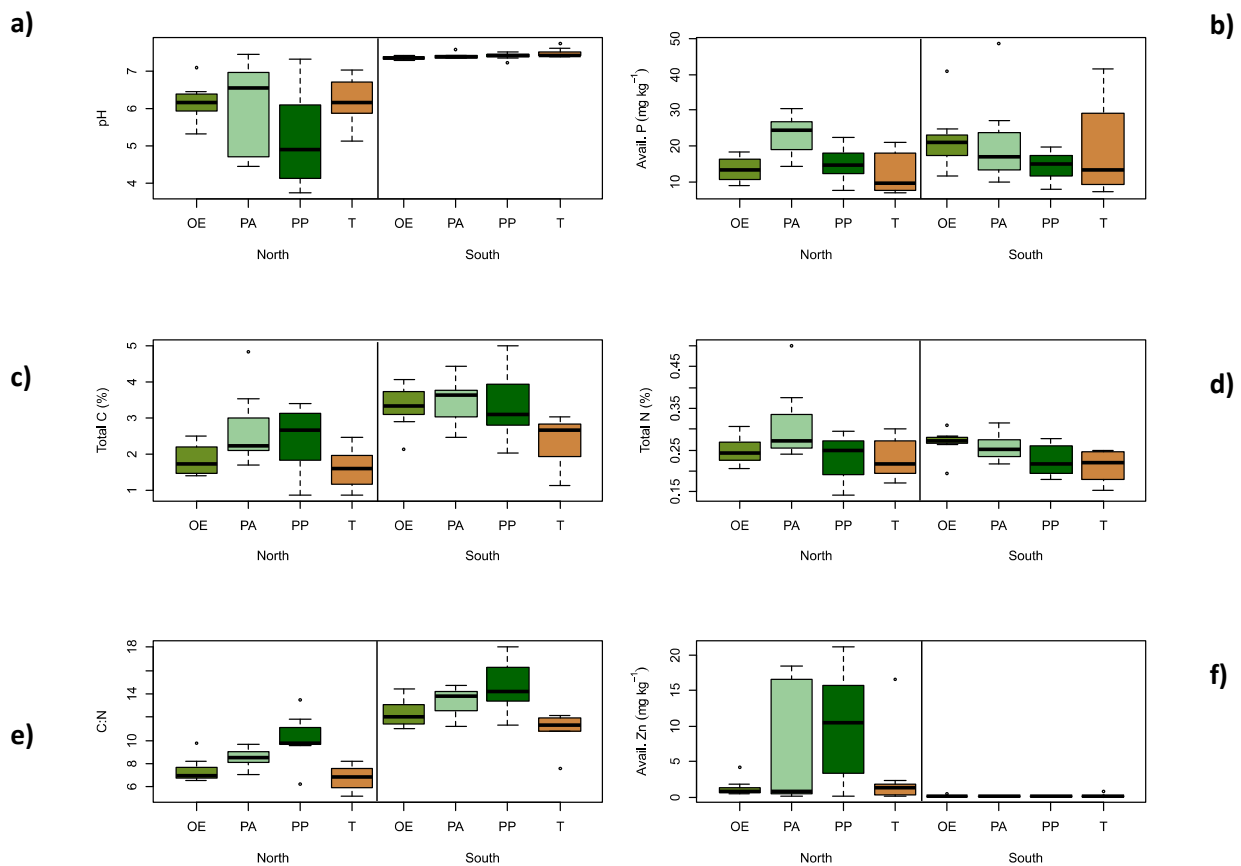 a)
pH
4 5 6 7
OE PA PP T OE PA PP T
North South
b)
Avail. P (mg kg⁻¹)
10 20 30 40 50
OE PA PP T OE PA PP T
North South
c)
Total C (%)
1 2 3 4 5
OE PA PP T OE PA PP T
North South
d)
Total N (%)
0.15 0.25 0.35 0.45
OE PA PP T OE PA PP T
North South
e)
C:N
6 8 10 14 18
OE PA PP T OE PA PP T
North South
f)
Avail. Zn (mg kg⁻¹)
0 5 10 15 20
OE PA PP T OE PA PP T
North South